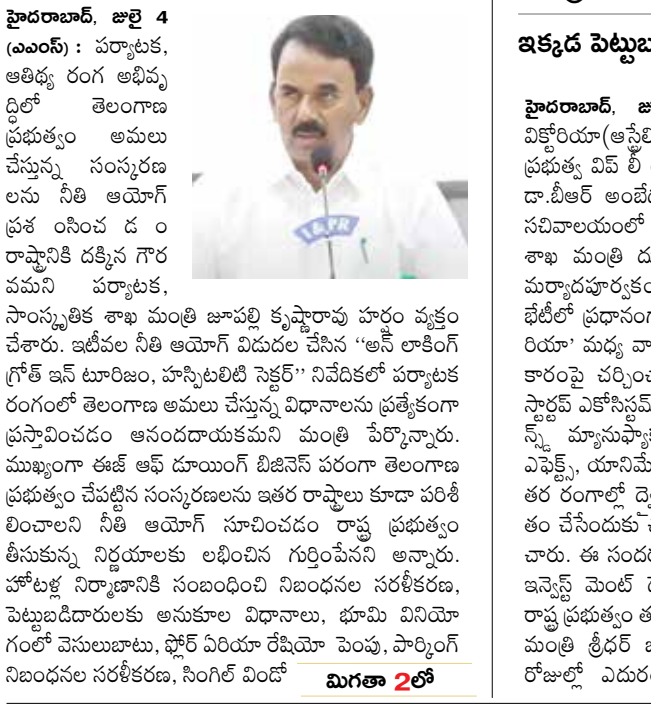 హైదరాబాద్, జులై 4
(ఎఎంస్) : పర్యాటక,
ఆతిథ్య రంగ అభివృ
ద్ధిలో తెలంగాణ
ప్రభుత్వం అమలు
చేస్తున్న సంస్కరణ
లను నీతి ఆయోగ్
ప్రశ ంసించ డ ం
రాష్ట్రానికి దక్కిన గౌర
వమని పర్యాటక,
I & PR
సాంస్కృతిక శాఖ మంత్రి జూపల్లి కృష్ణారావు హర్షం వ్యక్తం
చేశారు. ఇటీవల నీతి ఆయోగ్ విడుదల చేసిన ‘‘అన్ లాకింగ్
గ్రోత్ ఇన్ టూరిజం, హస్పిటలిటి సెక్టర్’’ నివేదికలో పర్యాటక
రంగంలో తెలంగాణ అమలు చేస్తున్న విధానాలను ప్రత్యేకంగా
ప్రస్తావించడం ఆనందదాయకమని మంత్రి పేర్కొన్నారు.
ముఖ్యంగా ఈజ్ ఆఫ్ డూయింగ్ బిజినెస్ పరంగా తెలంగాణ
ప్రభుత్వం చేపట్టిన సంస్కరణలను ఇతర రాష్ట్రాలు కూడా పరిశీ
లించాలని నీతి ఆయోగ్ సూచించడం రాష్ట్ర ప్రభుత్వం
తీసుకున్న నిర్ణయాలకు లభించిన గుర్తింపేనని అన్నారు.
హోటళ్ల నిర్మాణానికి సంబంధించి నిబంధనల సరళీకరణ,
పెట్టుబడిదారులకు అనుకూల విధానాలు, భూమి వినియో
గంలో వెసులుబాటు, ఫ్లోర్ ఏరియా రేషియో పెంపు, పార్కింగ్
నిబంధనల సరళీకరణ, సింగిల్ విండో
మిగతా 2లో
ఇక్కడ పెట్టుబ
హైదరాబాద్, జు
విక్టోరియా(ఆస్ట్రేలి
ప్రభుత్వ విప్ లీ
డా.బీఆర్ అంబే
సచివాలయంలో
శాఖ మంత్రి దు
మర్యాదపూర్వకం
భేటీలో ప్రధానంగ
రియా' మధ్య వా
కారంపై చర్చించ
స్టార్టప్ ఎకోసిస్టమ్
న్స్డ్ మ్యానుఫ్యా
ఎఫెక్ట్స్, యానిమే
తర రంగాల్లో ద్వై
తం చేసేందుకు చ
చారు. ఈ సందర
ఇన్వెస్ట్ మెంట్ డె
రాష్ట్ర ప్రభుత్వం త
మంత్రి శ్రీధర్ బ
రోజుల్లో ఎదుర